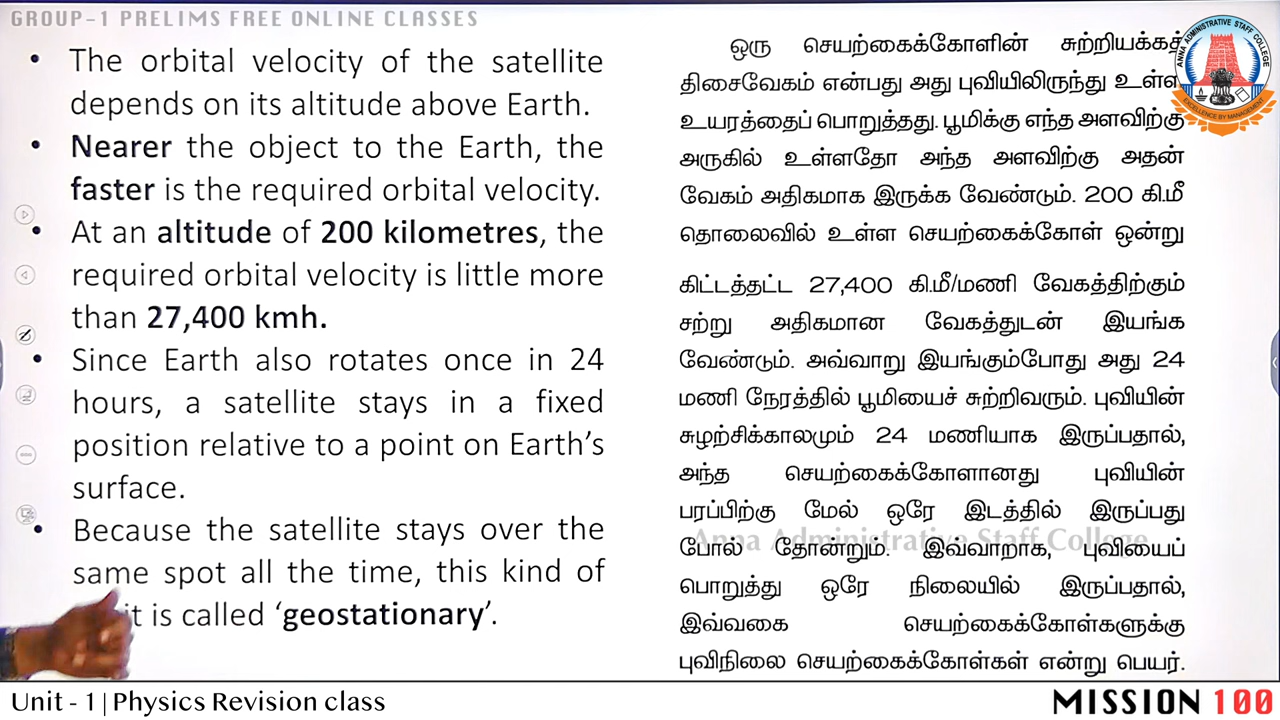 GROUP-1 PRELIMS FREE ONLINE CLASSES
• The orbital velocity of the satellite
depends on its altitude above Earth.
• Nearer the object to the Earth, the
faster is the required orbital velocity.
• At an altitude of 200 kilometres, the
required orbital velocity is little more
than 27,400 kmh.
• Since Earth also rotates once in 24
hours, a satellite stays in a fixed
position relative to a point on Earth's
surface.
• Because the satellite stays over the
same spot all the time, this kind of
it is called ‘geostationary’.
ஒரு செயற்கைக்கோளின் சுற்றியக்கத்
திசைவேகம் என்பது அது புவியிலிருந்து உள்ள
உயரத்தைப் பொறுத்தது. பூமிக்கு எந்த அளவிற்கு
அருகில் உள்ளதோ அந்த அளவிற்கு அதன்
வேகம் அதிகமாக இருக்க வேண்டும். 200 கி.மீ
தொலைவில் உள்ள செயற்கைக்கோள் ஒன்று
கிட்டத்தட்ட 27,400 கி.மீ/மணி வேகத்திற்கும்
சற்று அதிகமான வேகத்துடன் இயங்க
வேண்டும். அவ்வாறு இயங்கும்போது அது 24
மணி நேரத்தில் பூமியைச் சுற்றிவரும். புவியின்
சுழற்சிக்காலமும் 24 மணியாக இருப்பதால்,
அந்த செயற்கைக்கோளானது புவியின்
பரப்பிற்கு மேல் ஒரே இடத்தில் இருப்பது
போல் தோன்றும். இவ்வாறாக, புவியைப்
பொறுத்து ஒரே நிலையில் இருப்பதால்,
இவ்வகை செயற்கைக்கோள்களுக்கு
புவிநிலை செயற்கைக்கோள்கள் என்று பெயர்.
Anna Administrative Staff College
ANNA ADMINISTRATIVE STAFF COLLEGE
EXCELLENCE BY MANAGEMENT
Unit - 1 | Physics Revision class
MISSION 100